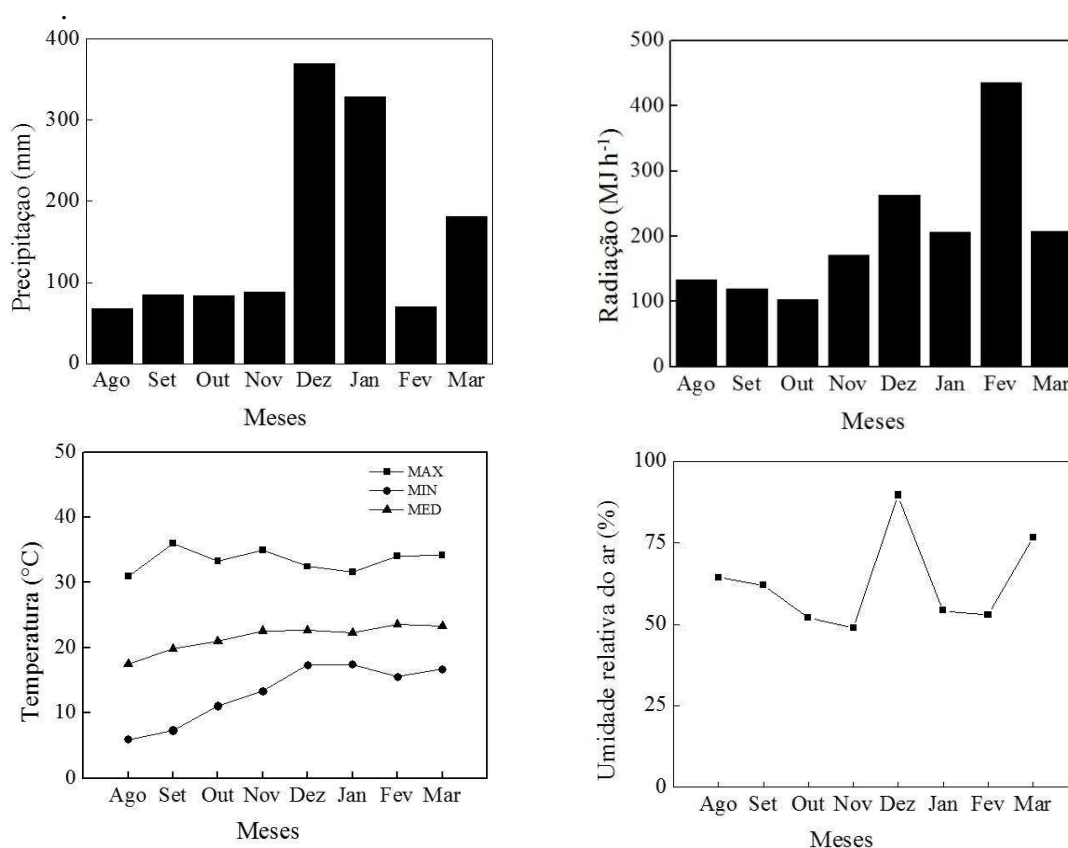 400
300
200
100
0
Precipitaçao (mm)
Ago Set Out Nov Dez Jan Fev Mar
Meses
500
400
300
200
100
0
Radiação (MJ h⁻¹)
Ago Set Out Nov Dez Jan Fev Mar
Meses
50
40
30
20
10
0
Temperatura (°C)
MAX
MIN
MED
Ago Set Out Nov Dez Jan Fev Mar
Meses
100
75
50
25
0
Umidade relativa do ar (%)
Ago Set Out Nov Dez Jan Fev Mar
Meses